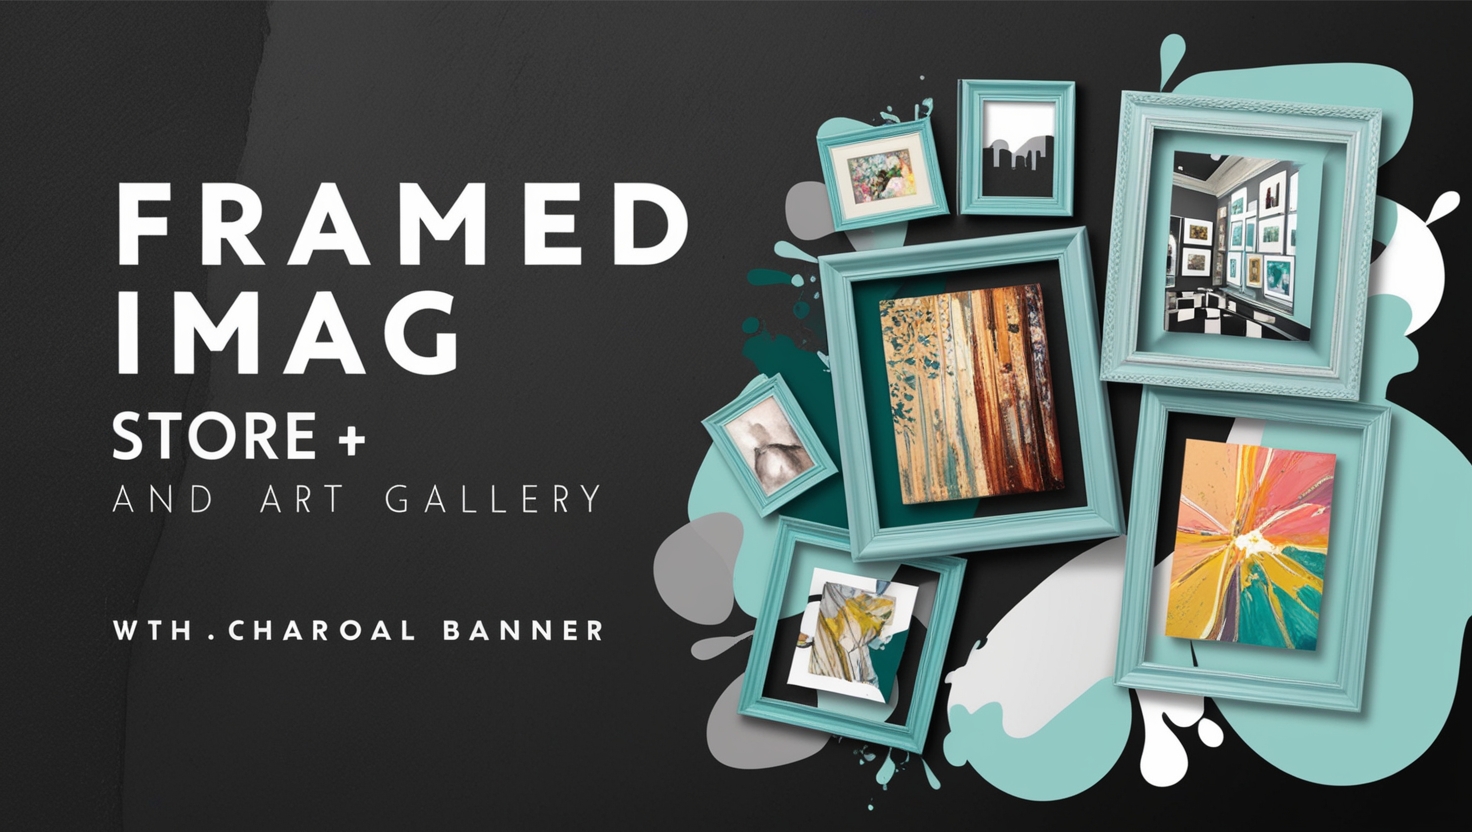 FRAMED
IMAG
STORE +
AND ART GALLERY
WTH . CHAROAL BANNER